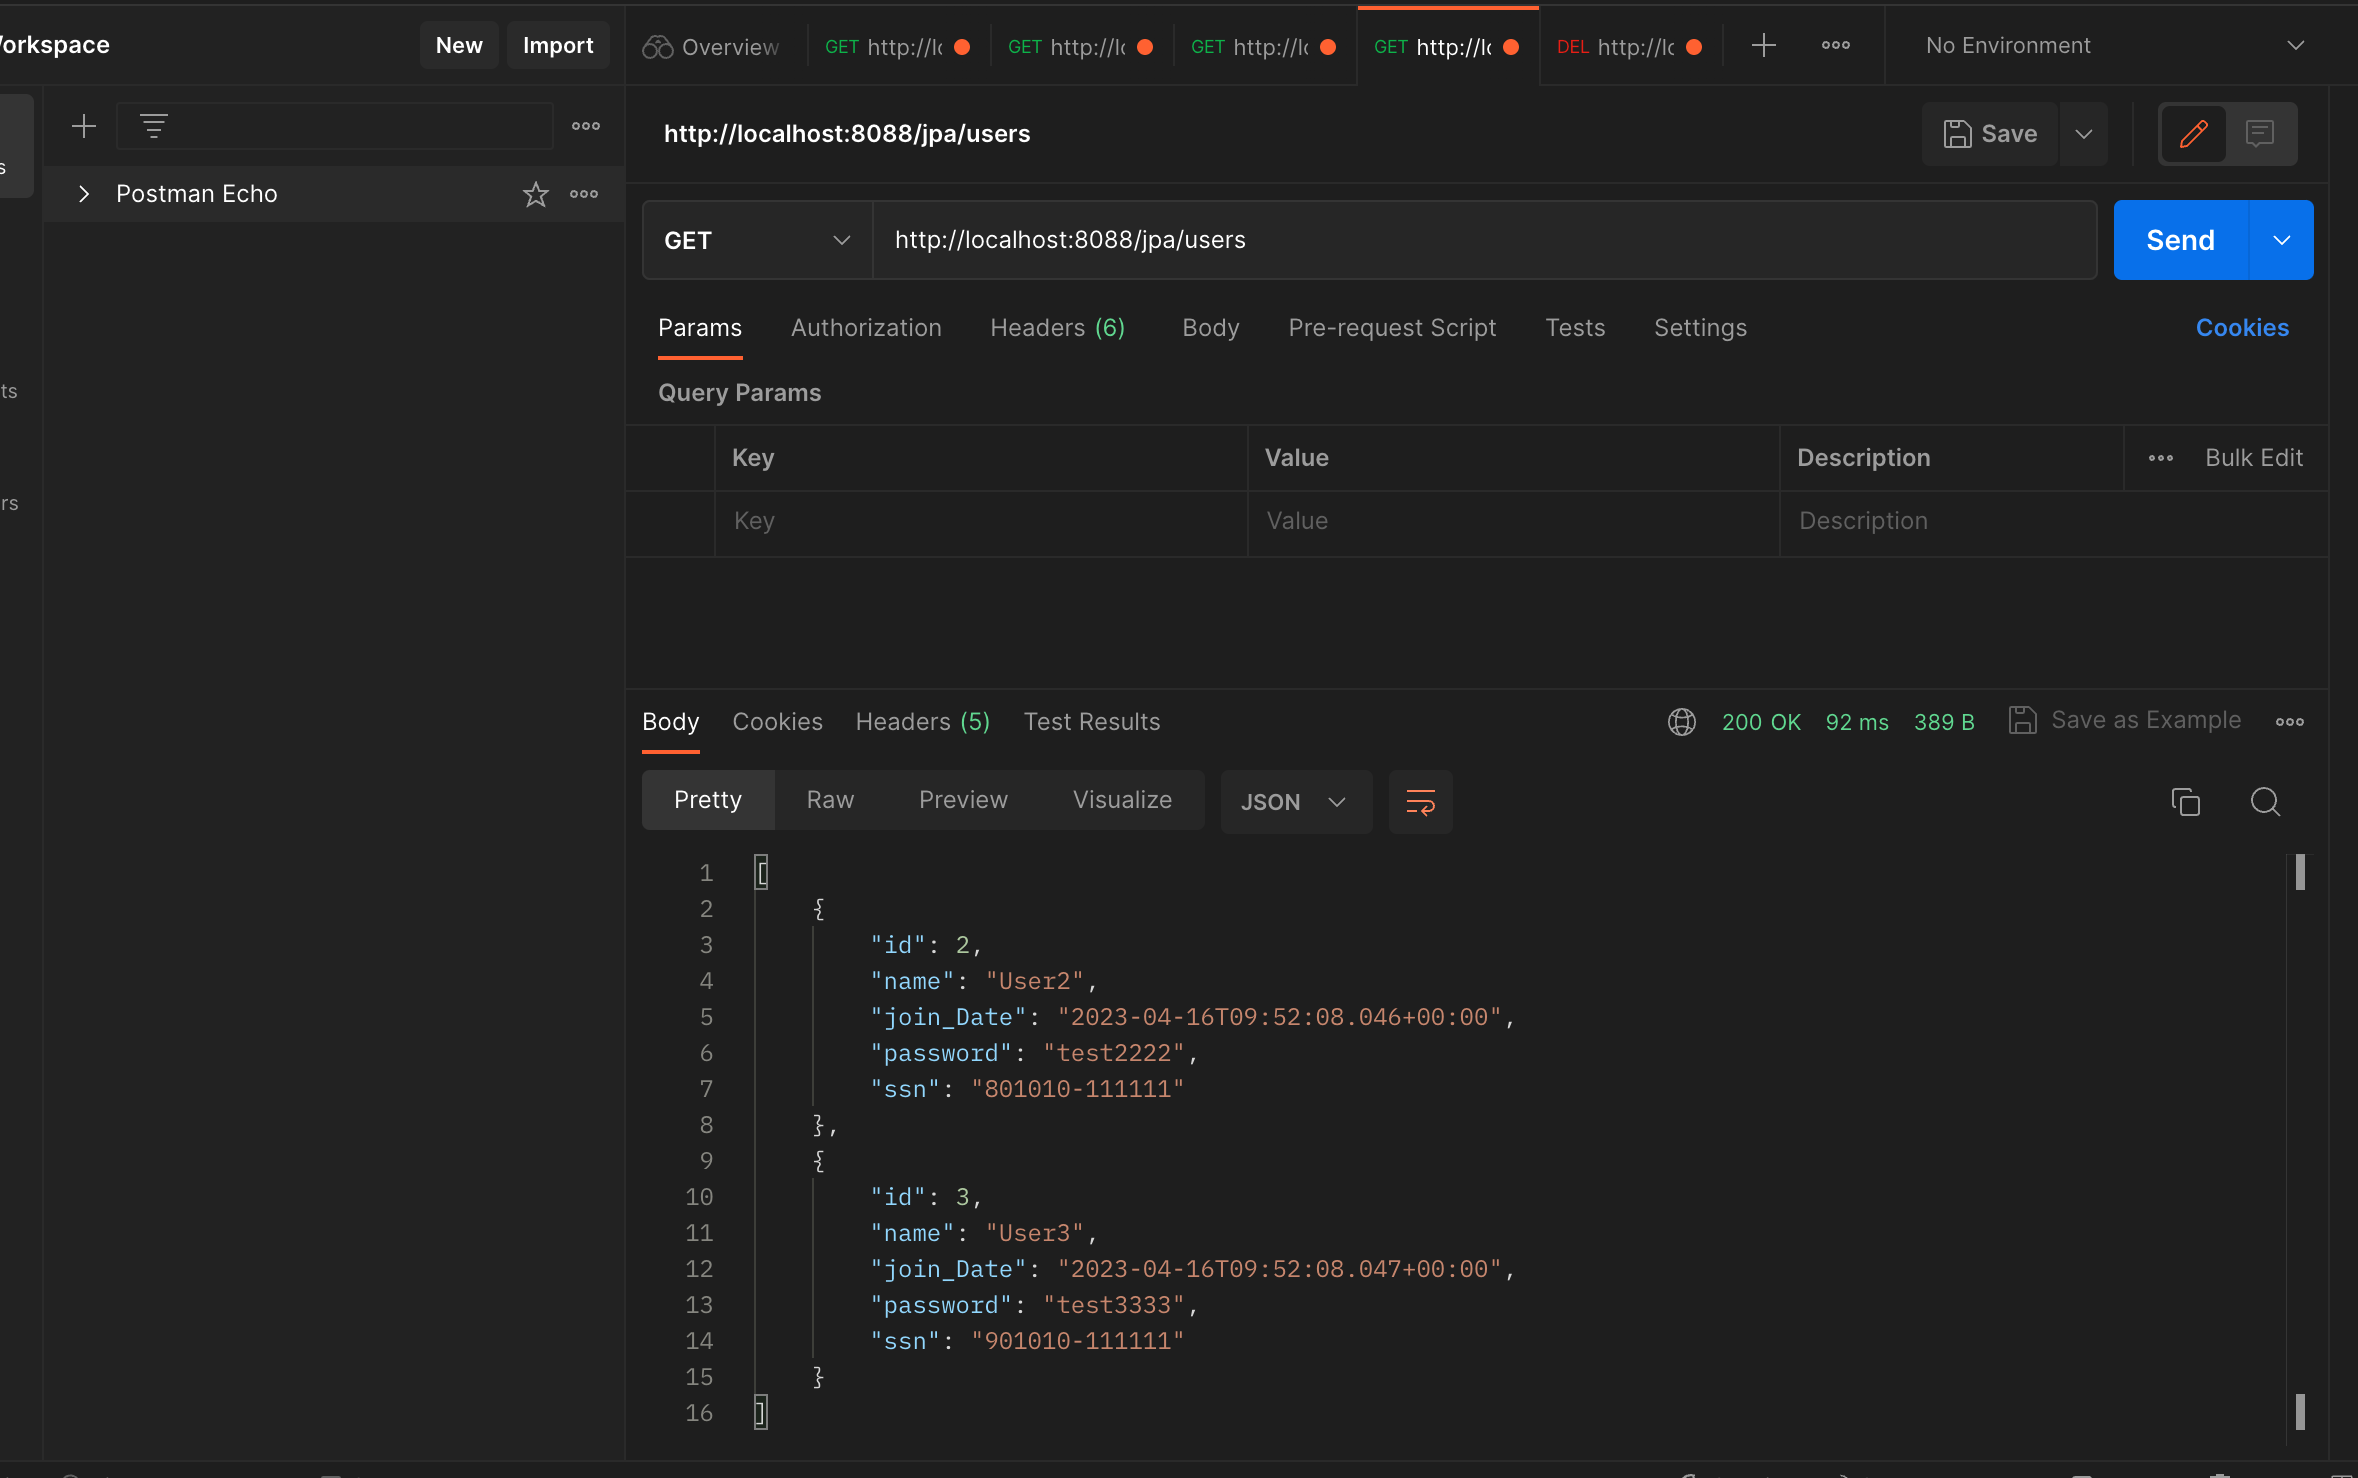 orkspace
New
Import
Overview
GET http://lo
GET http://lo
GET http://lo
GET http://lo
DEL http://lo
No Environment
s
ts
rs
Postman Echo
http://localhost:8088/jpa/users
Save
GET
http://localhost:8088/jpa/users
Send
Params
Authorization
Headers (6)
Body
Pre-request Script
Tests
Settings
Cookies
Query Params
Key
Value
Description
Bulk Edit
Key
Value
Description
Body
Cookies
Headers (5)
Test Results
200 OK
92 ms
389 B
Save as Example
Pretty
Raw
Preview
Visualize
JSON
1 [
2 {
3 "id": 2,
4 "name": "User2",
5 "join_Date": "2023-04-16T09:52:08.046+00:00",
6 "password": "test2222",
7 "ssn": "801010-111111"
8 },
9 {
10 "id": 3,
11 "name": "User3",
12 "join_Date": "2023-04-16T09:52:08.047+00:00",
13 "password": "test3333",
14 "ssn": "901010-111111"
15 }
16 ]